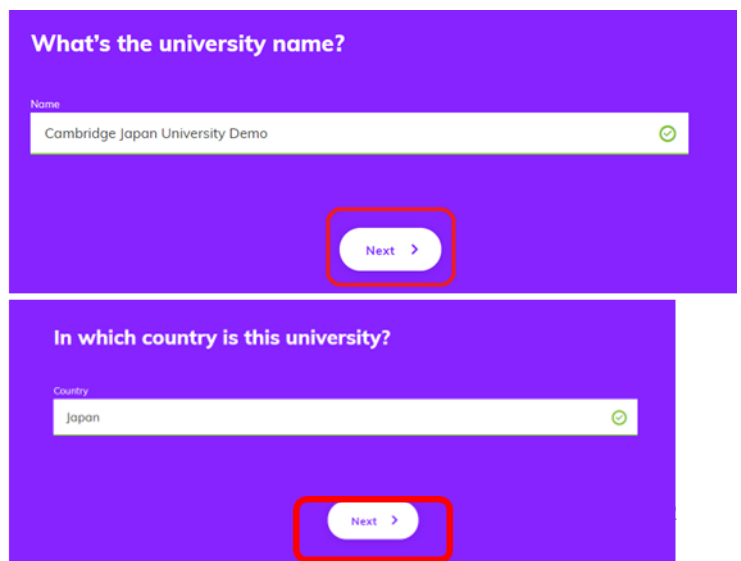 What's the university name?
Name
Cambridge Japan University Demo
Next
In which country is this university?
Country
Japan
Next